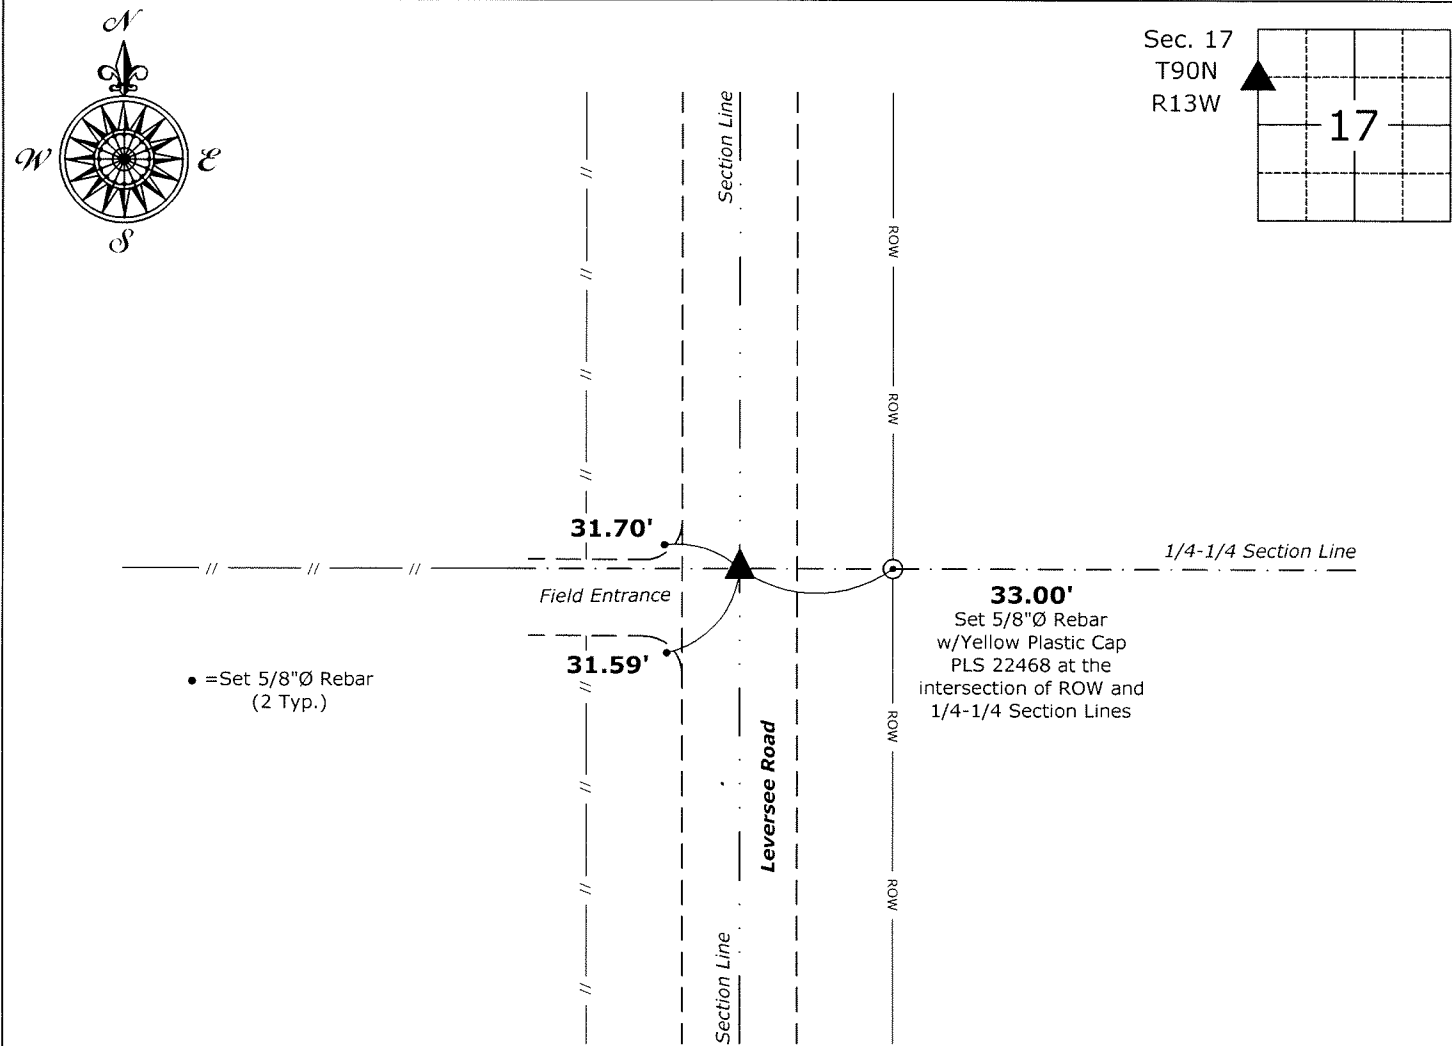 N
W
E
S
Sec. 17
T90N
R13W
17
Section Line
ROW
ROW
31.70'
1/4-1/4 Section Line
Field Entrance
33.00'
Set 5/8"Ø Rebar
w/Yellow Plastic Cap
PLS 22468 at the
intersection of ROW and
1/4-1/4 Section Lines
31.59'
• =Set 5/8"Ø Rebar
(2 Typ.)
ROW
Leversee Road
ROW
Section Line